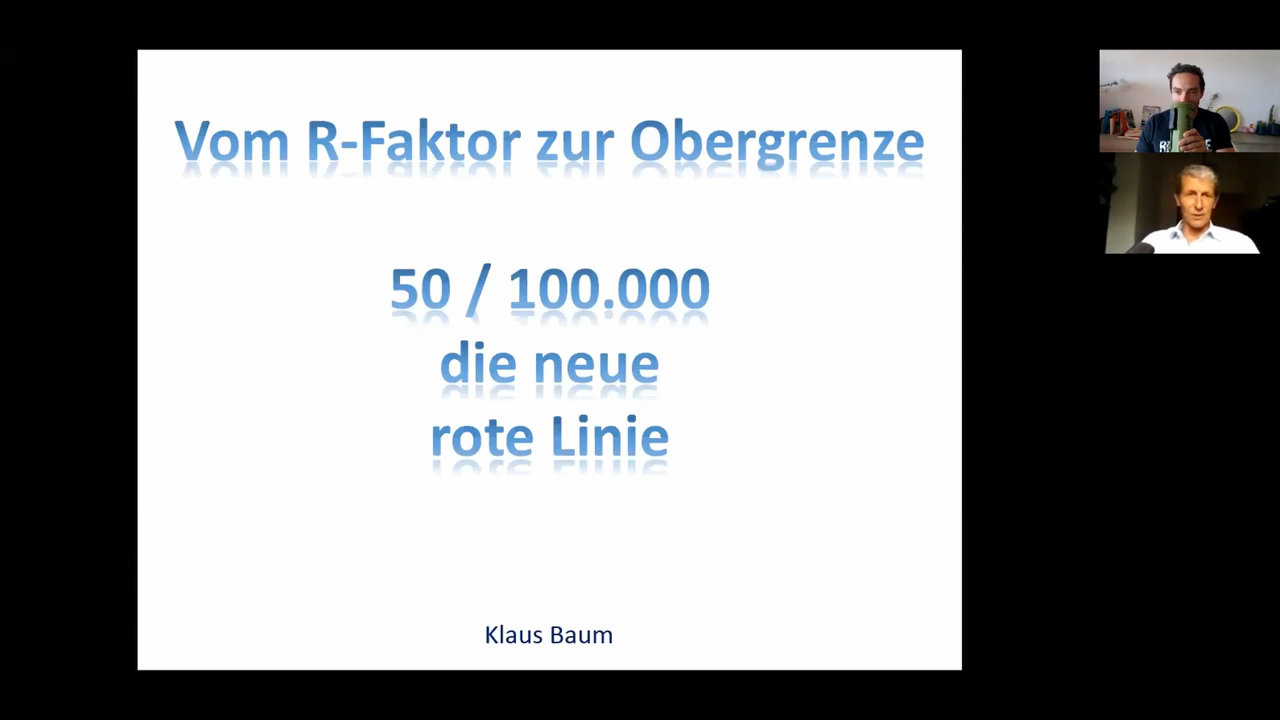 Vom R-Faktor zur Obergrenze
50 / 100.000
die neue
rote Linie
Klaus Baum